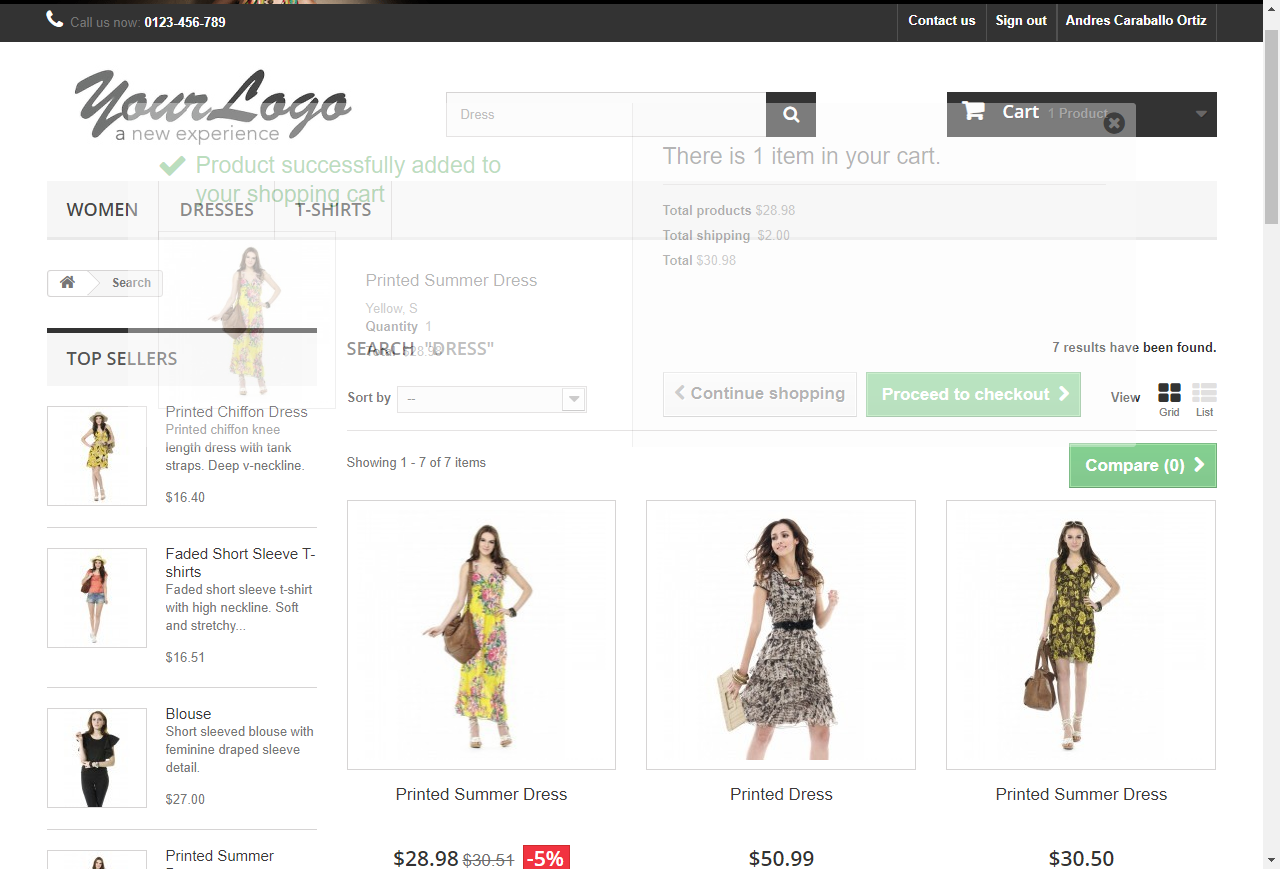 Call us now: 0123-456-789
Contact us
Sign out
Andres Caraballo Ortiz
YourLogo
a new experience
Dress
Cart 1 Product
Product successfully added to
your shopping cart
There is 1 item in your cart.
Total products $28.98
Total shipping $2.00
Total $30.98
WOMEN
DRESSES
T-SHIRTS
Search
Printed Summer Dress
Yellow, S
Quantity 1
Total $28.98
Continue shopping
Proceed to checkout
TOP SELLERS
Printed Chiffon Dress
Printed chiffon knee
length dress with tank
straps. Deep v-neckline.
$16.40
Faded Short Sleeve T-
shirts
Faded short sleeve t-shirt
with high neckline. Soft
and stretchy...
$16.51
Blouse
Short sleeved blouse with
feminine draped sleeve
detail.
$27.00
Printed Summer
SEARCH "DRESS"
7 results have been found.
Sort by
--
View
Grid
List
Showing 1 - 7 of 7 items
Compare (0)
Printed Summer Dress
$28.98 $30.51 -5%
Printed Dress
$50.99
Printed Summer Dress
$30.50